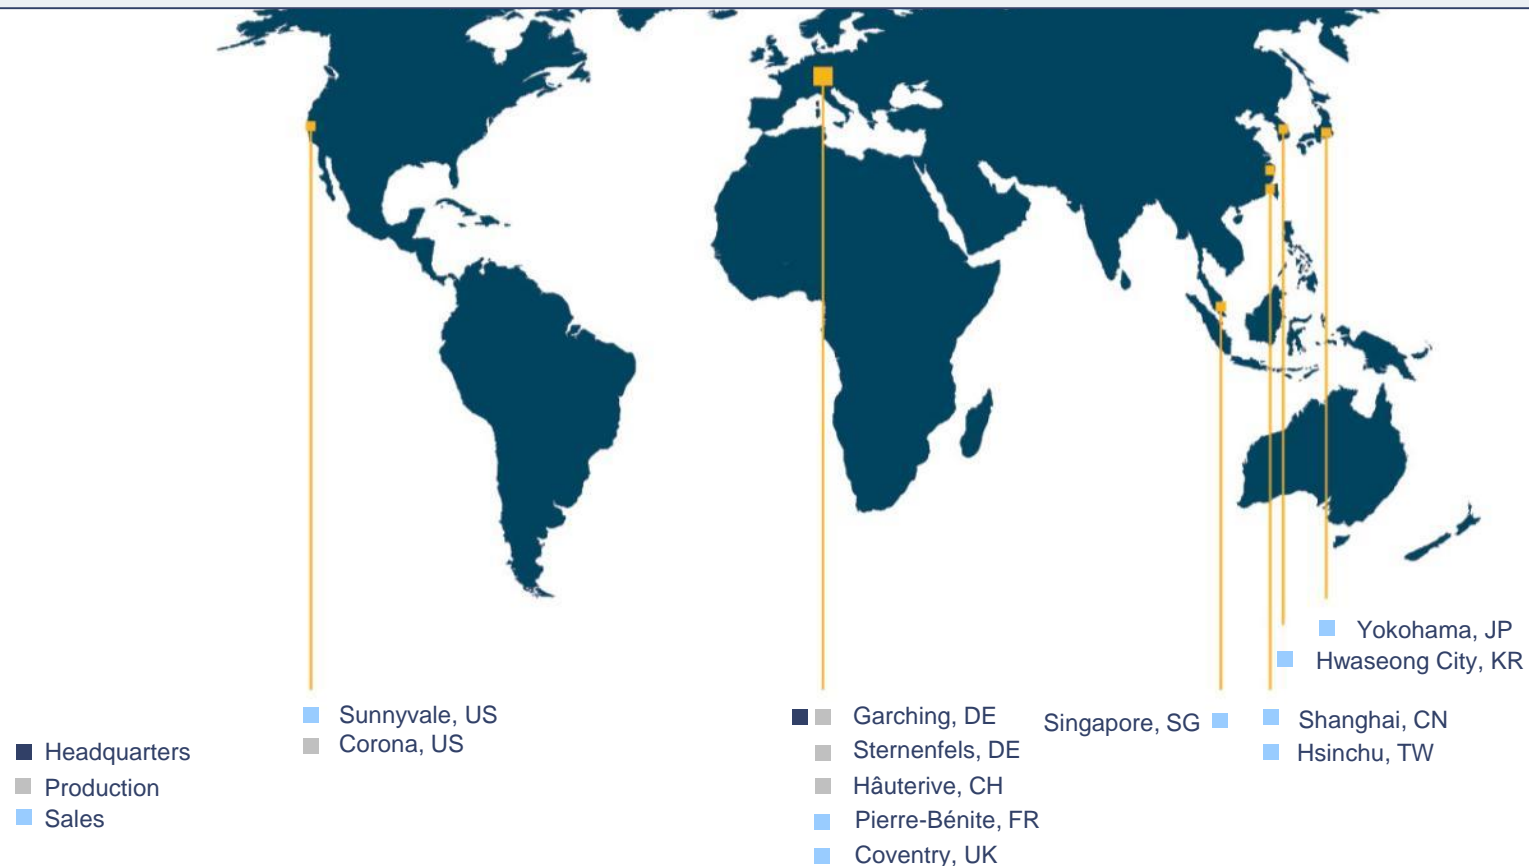 Yokohama, JP
Hwaseong City, KR
Sunnyvale, US
Corona, US
Garching, DE
Sternenfels, DE
Hâuterive, CH
Pierre-Bénite, FR
Coventry, UK
Singapore, SG
Shanghai, CN
Hsinchu, TW
Headquarters
Production
Sales